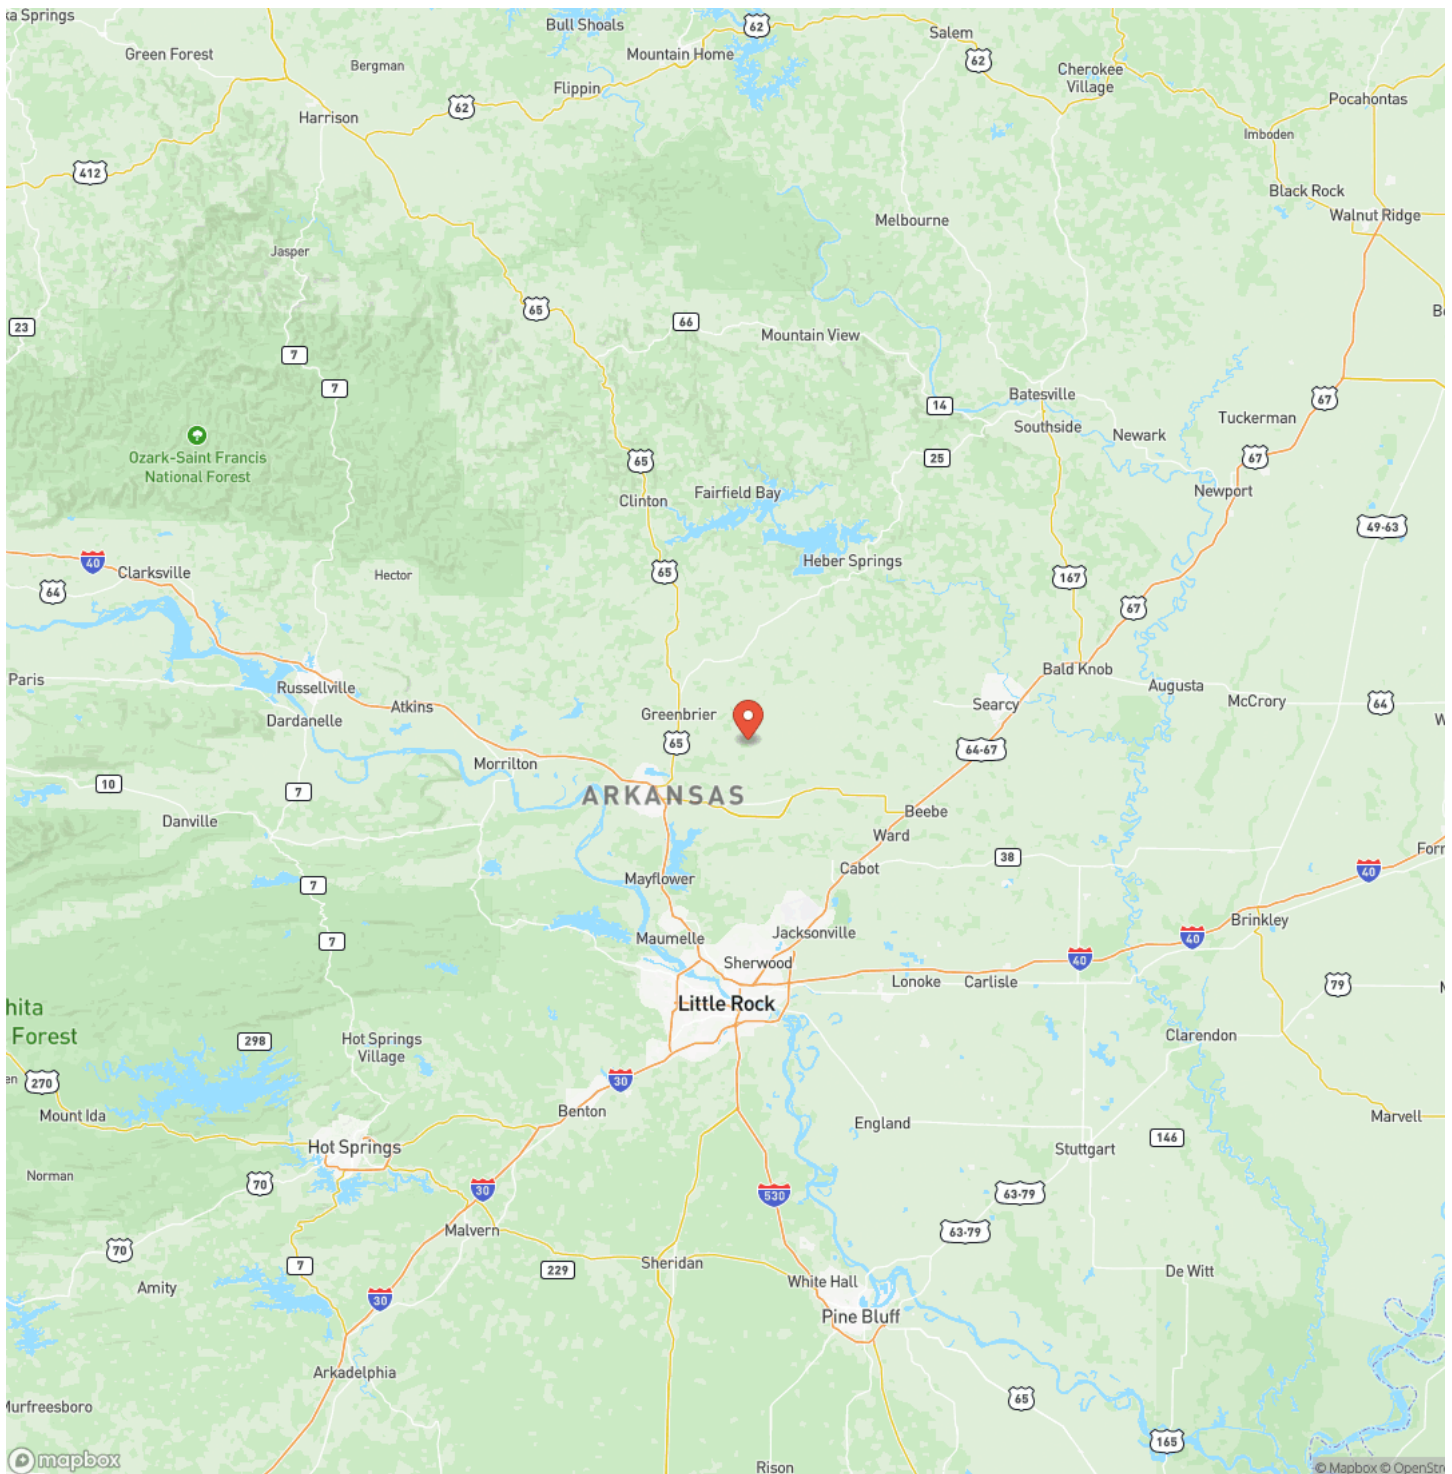 ka Springs
Bull Shoals
62
Salem
Green Forest
Mountain Home
62
Bergman
Cherokee
Village
Flippin
Pocahontas
62
Harrison
Imboden
412
Black Rock
Walnut Ridge
Melbourne
Jasper
65
23
66
Mountain View
7
7
Batesville
67
14
Tuckerman
Southside
Newark
Ozark-Saint Francis
National Forest
65
25
67
Clinton
Fairfield Bay
Newport
49-63
40
Clarksville
Hector
65
Heber Springs
167
64
67
Paris
Russellville
Bald Knob
Augusta
McCrory
64
Dardanelle
Atkins
Greenbrier
Searcy
W
65
64-67
Morrilton
10
7
ARKANSAS
Danville
Beebe
Ward
38
Cabot
Forr
40
7
Mayflower
Brinkley
7
Maumelle
Jacksonville
40
Sherwood
40
Lonoke
Carlisle
79
Little Rock
hita
Forest
298
Hot Springs
Village
Clarendon
en
270
30
Mount Ida
Benton
Marvell
England
Hot Springs
Stuttgart
146
Norman
70
30
530
63-79
Malvern
63-79
70
7
229
Sheridan
De Witt
Amity
White Hall
30
Pine Bluff
Arkadelphia
65
Murfreesboro
165
mapbox
Rison
© Mapbox © OpenStr